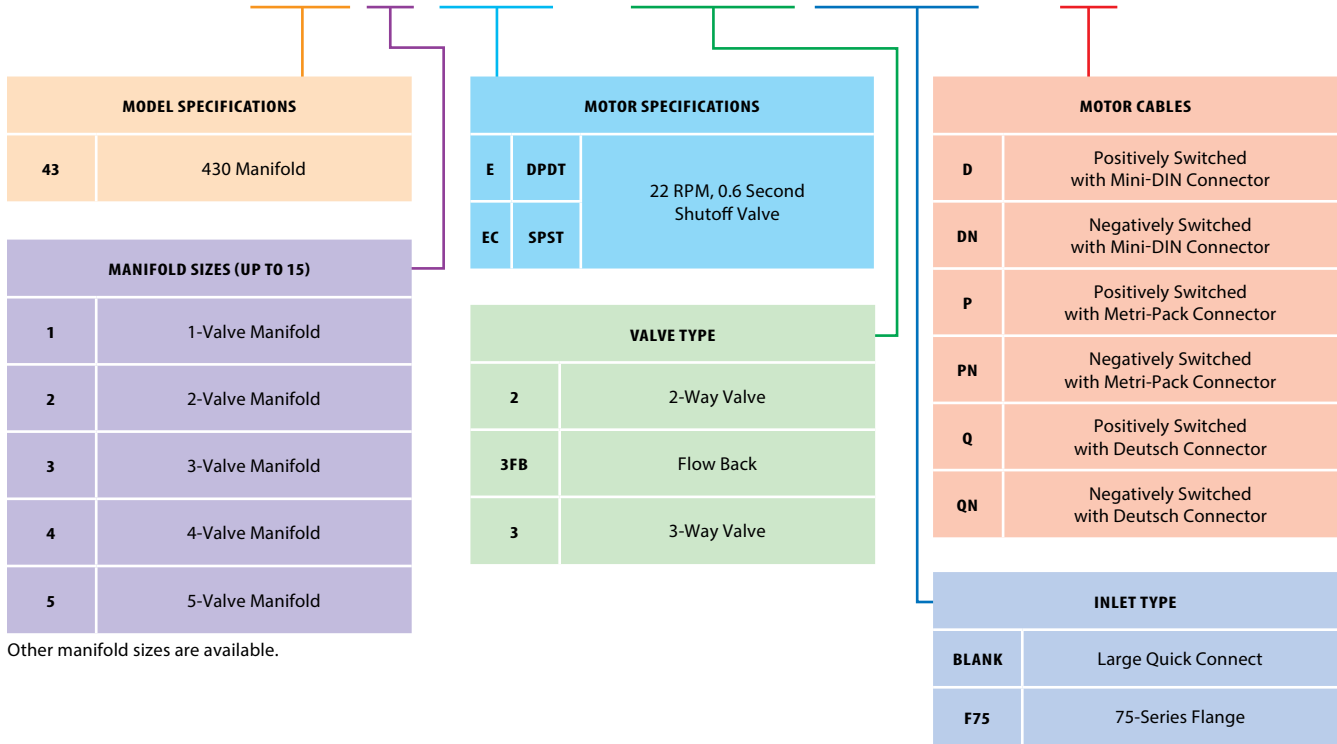 MODEL SPECIFICATIONS
43 430 Manifold
MANIFOLD SIZES (UP TO 15)
1 1-Valve Manifold
2 2-Valve Manifold
3 3-Valve Manifold
4 4-Valve Manifold
5 5-Valve Manifold
Other manifold sizes are available.
MOTOR SPECIFICATIONS
E DPDT
22 RPM, 0.6 Second
Shutoff Valve
EC SPST
VALVE TYPE
2 2-Way Valve
3FB Flow Back
3 3-Way Valve
MOTOR CABLES
D Positively Switched
with Mini-DIN Connector
DN Negatively Switched
with Mini-DIN Connector
P Positively Switched
with Metri-Pack Connector
PN Negatively Switched
with Metri-Pack Connector
Q Positively Switched
with Deutsch Connector
QN Negatively Switched
with Deutsch Connector
INLET TYPE
BLANK Large Quick Connect
F75 75-Series Flange